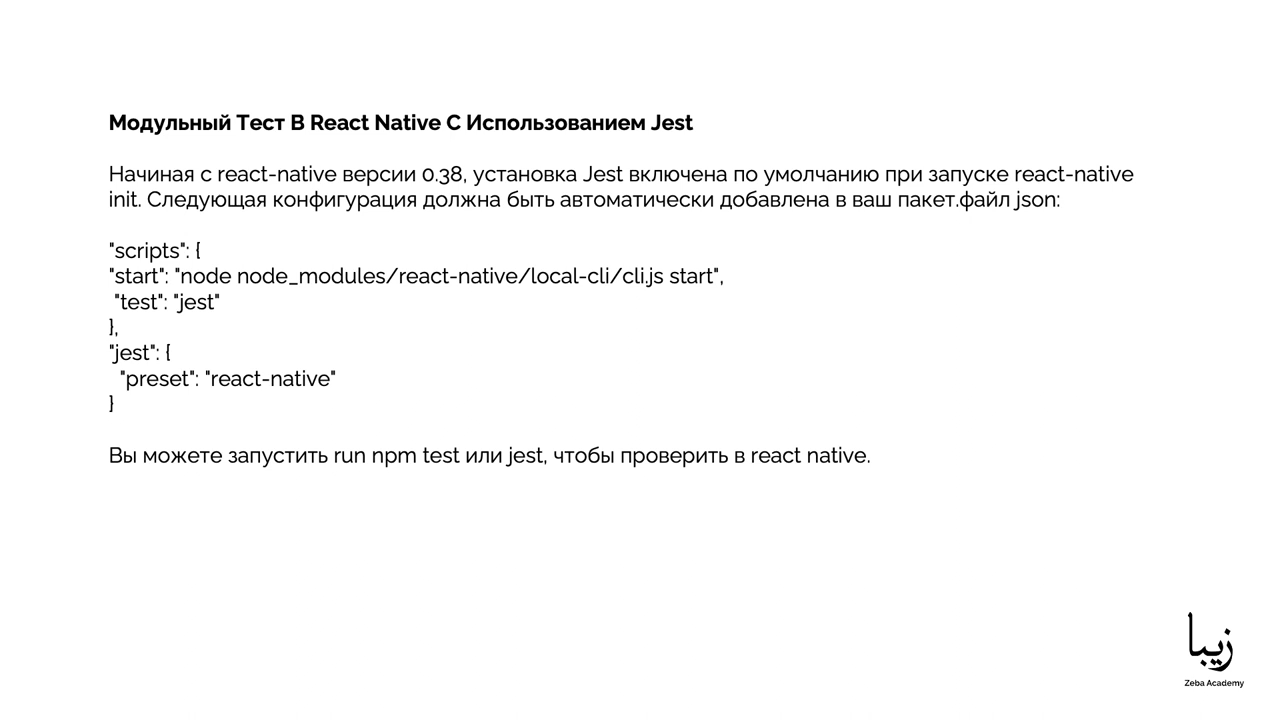 Модульный Тест В React Native С Использованием Jest
Начиная с react-native версии 0.38, установка Jest включена по умолчанию при запуске react-native
init. Следующая конфигурация должна быть автоматически добавлена в ваш пакет.файл json:
"scripts": {
"start": "node node_modules/react-native/local-cli/cli.js start",
"test": "jest"
},
"jest": {
"preset": "react-native"
}
Вы можете запустить run npm test или jest, чтобы проверить в react native.
زیبا
Zeba Academy